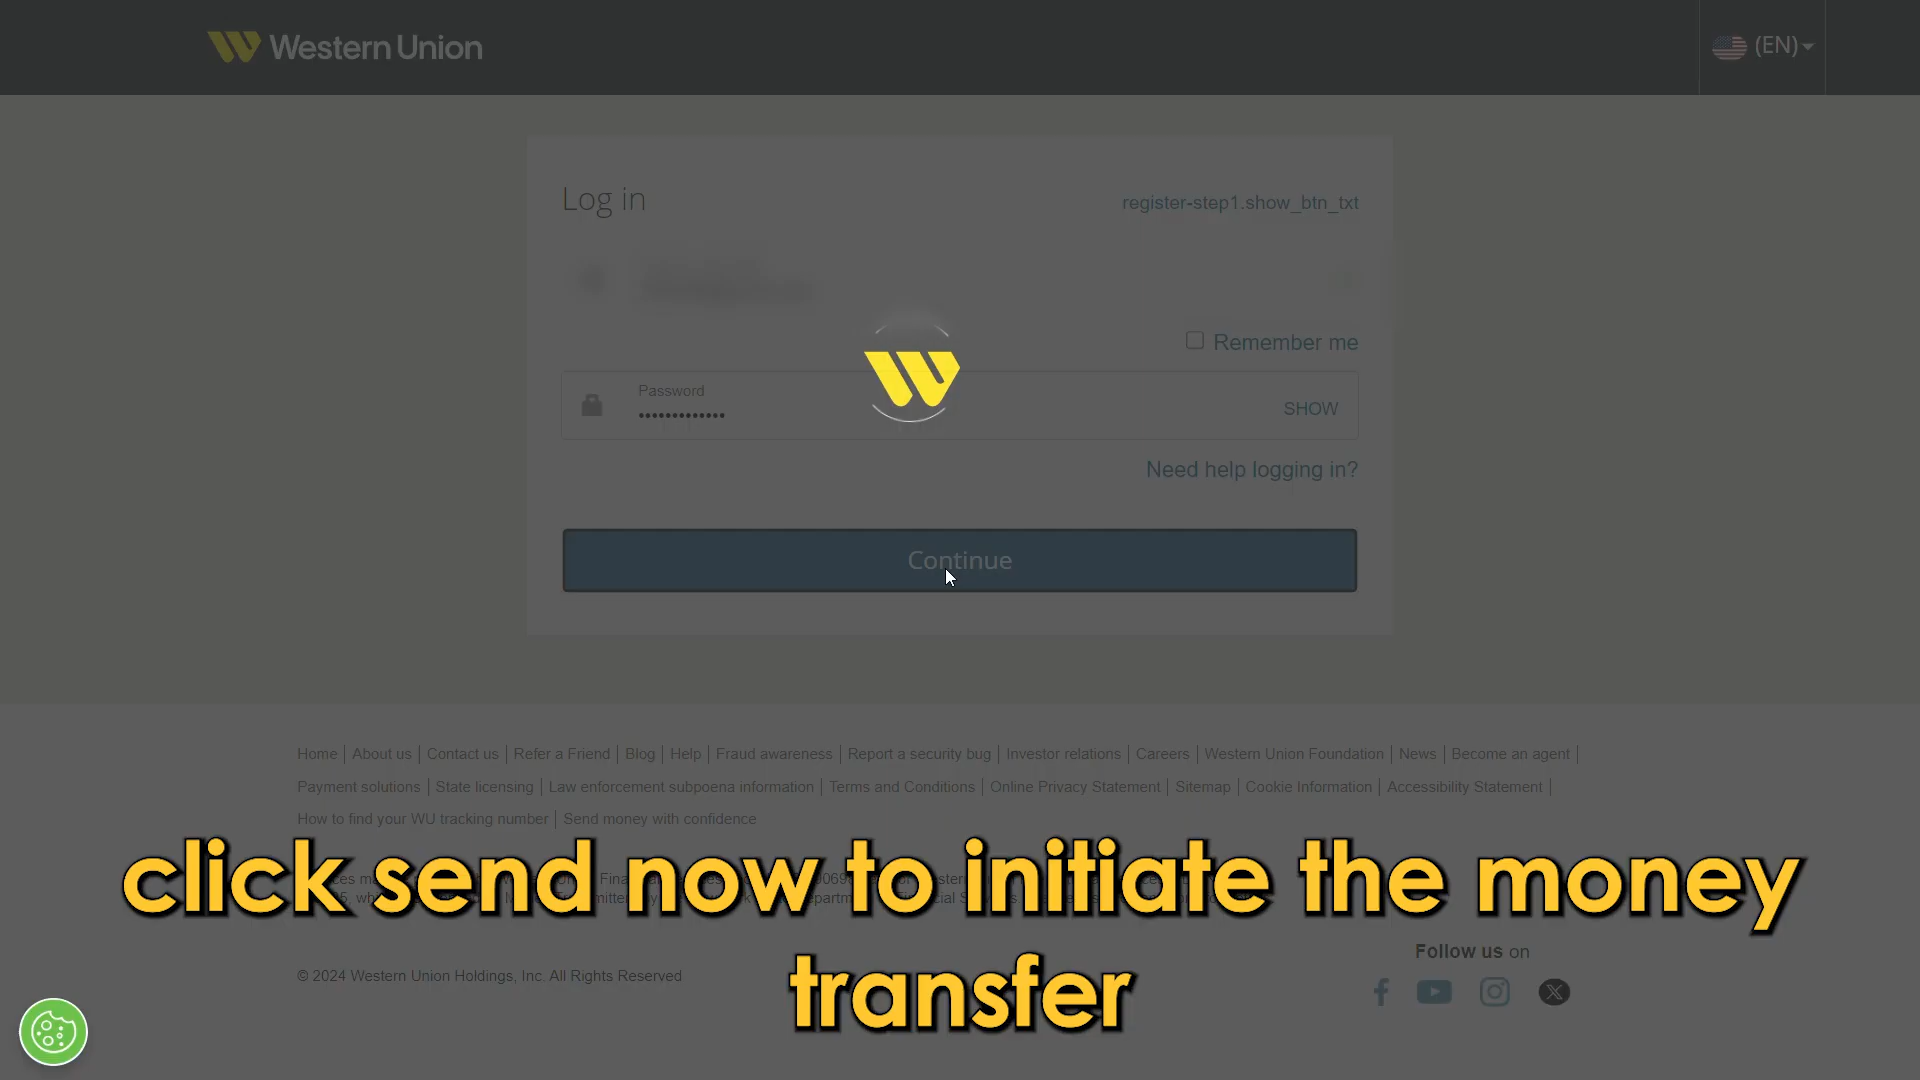 Western Union
(EN)
Log in
register-step1.show_btn_txt
Remember me
Password
SHOW
Need help logging in?
Continue
Home | About us | Contact us | Refer a Friend | Blog | Help | Fraud awareness | Report a security bug | Investor relations | Careers | Western Union Foundation | News | Become an agent |
Payment solutions | State licensing | Law enforcement subpoena information | Terms and Conditions | Online Privacy Statement | Sitemap | Cookie Information | Accessibility Statement |
How to find your WU tracking number | Send money with confidence
click send now to initiate the money
transfer
Follow us on
© 2024 Western Union Holdings, Inc. All Rights Reserved